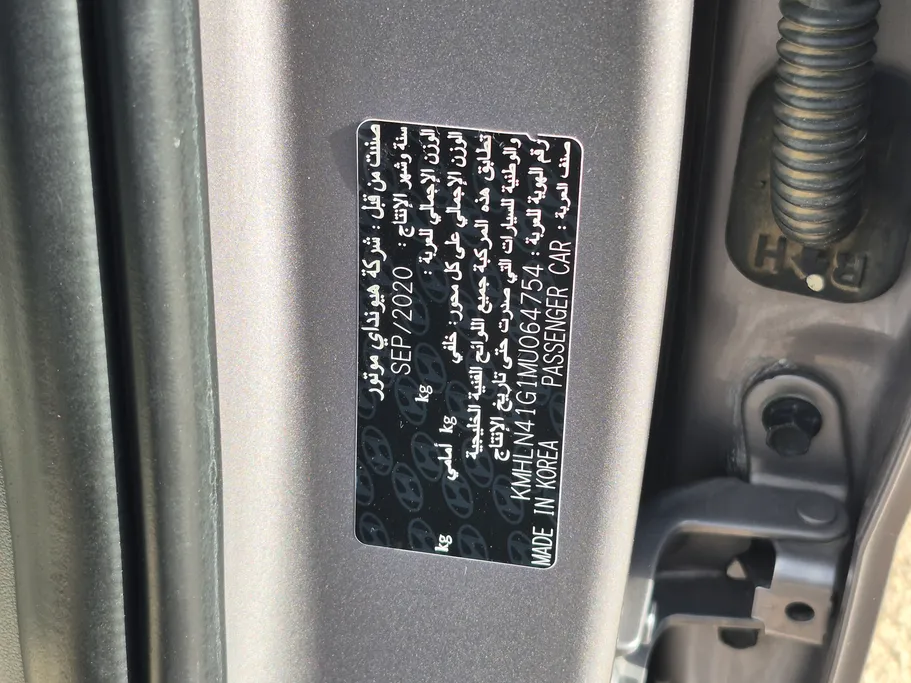 صنعت من قبل : شركة هيونداي موتور
سنة وشهر الإنتاج : SEP/2020
الوزن الإجمالي للعربة : kg
الوزن الإجمالي على كل محور: خلفي kg أمامي kg
تطابق هذه المركبة جميع اللوائح الفنية الخليجية
والوطنية للسيارات التي صدرت حتى تاريخ الإنتاج
رقم الهوية للعربة : KMHLN41G1MU064754
صنف العربة : PASSENGER CAR MADE IN KOREA